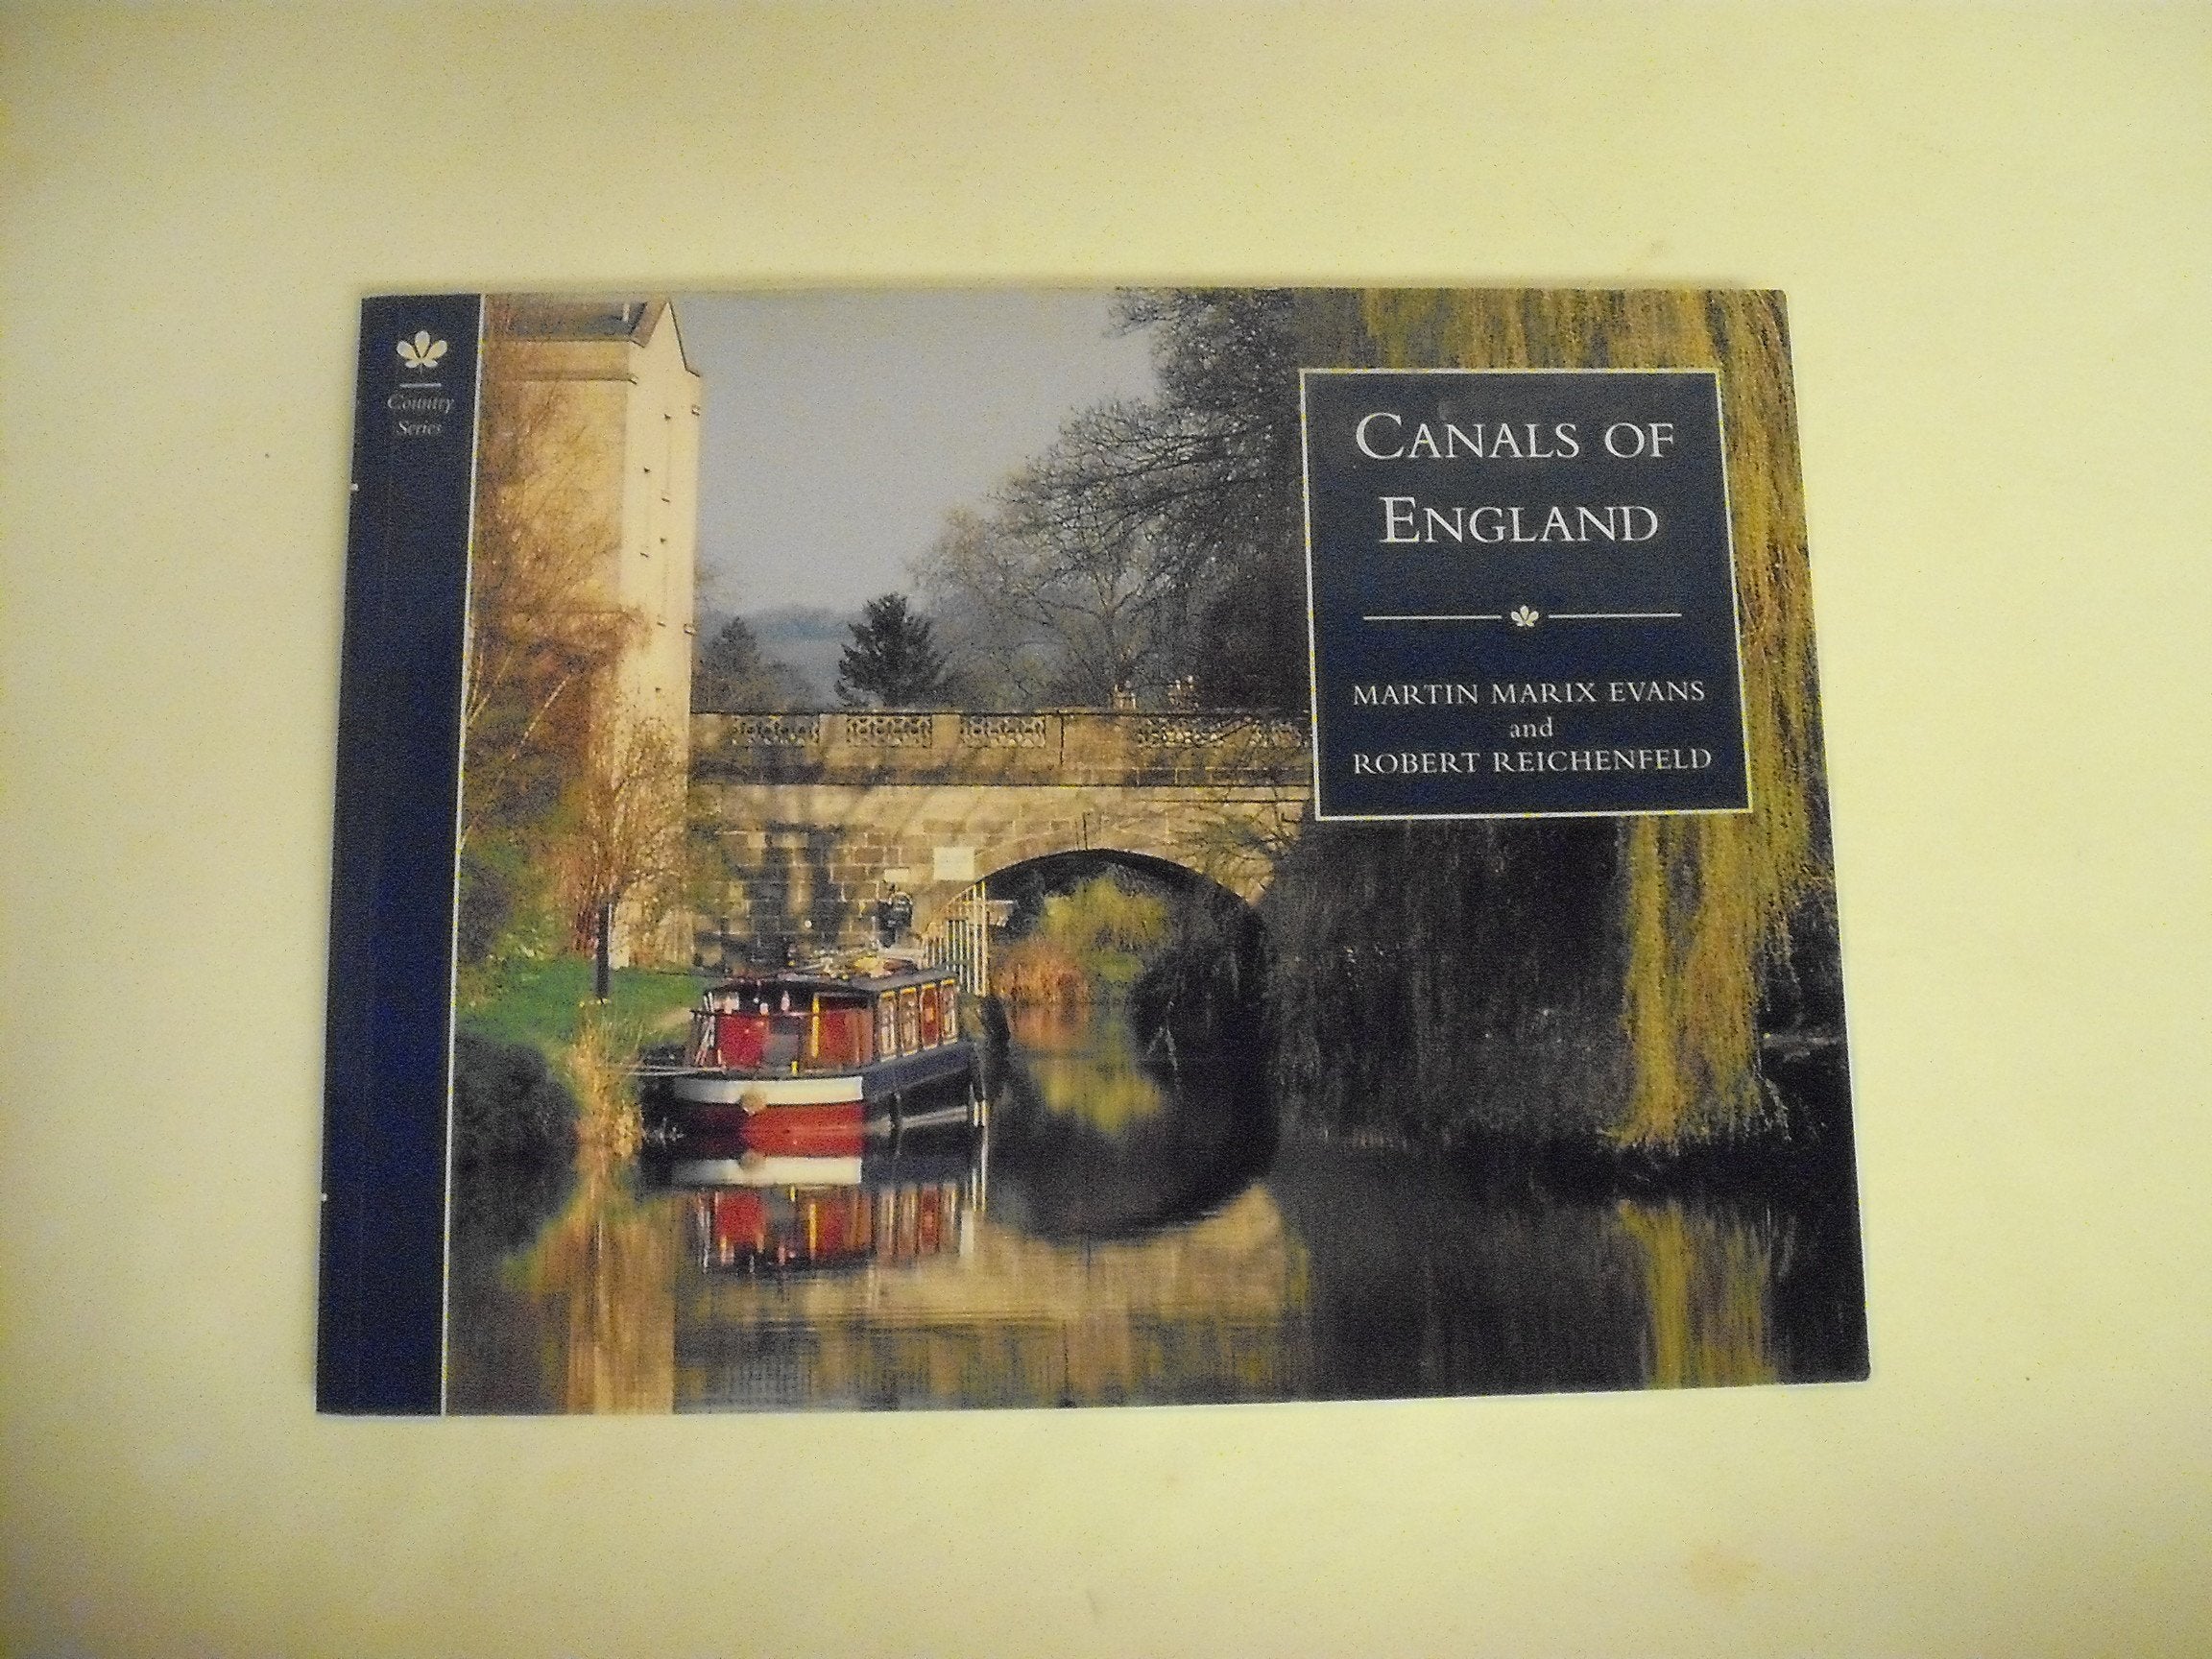 Country
Series
CANALS OF
ENGLAND
MARTIN MARIX EVANS
and
ROBERT REICHENFELD